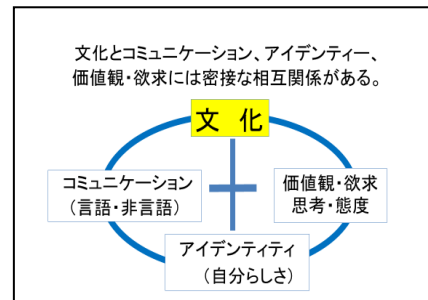 文化とコミュニケーション、アイデンティー、
価値観・欲求には密接な相互関係がある。
文 化
コミュニケーション
(言語・非言語)
価値観・欲求
思考・態度
アイデンティティ
(自分らしさ)